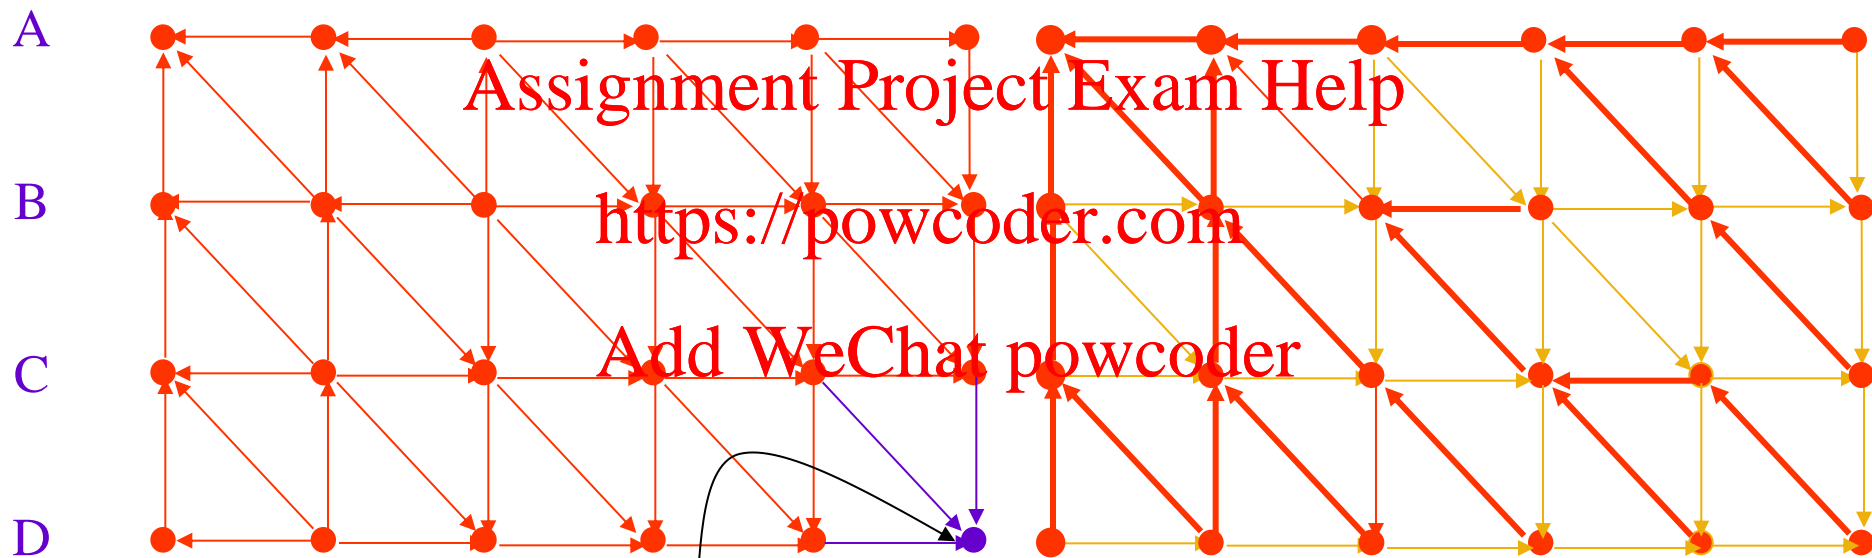 A
Assignment Project Exam Help
B
https://powcoder.com
C
Add WeChat powcoder
D